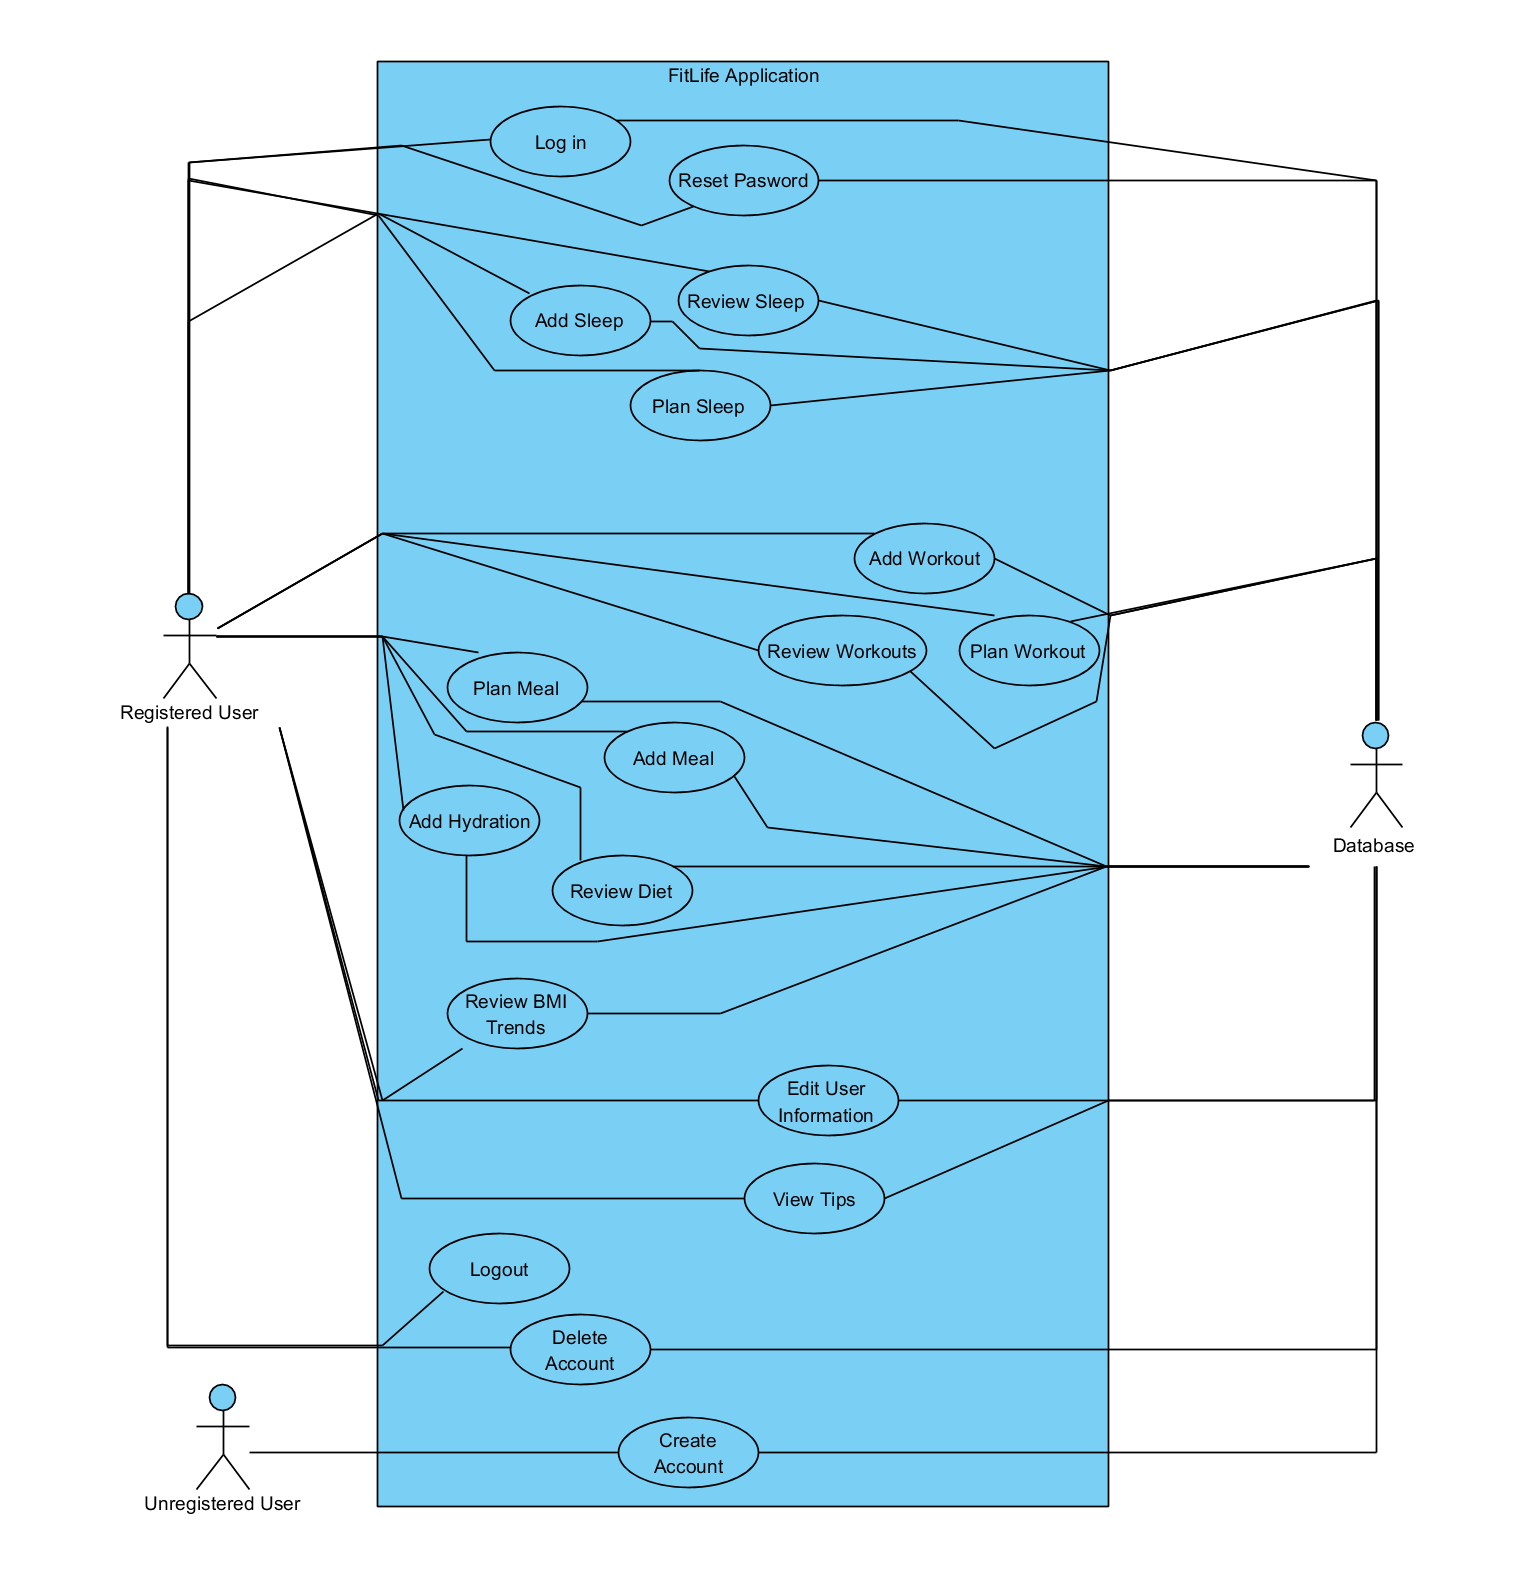 FitLife Application
Log in
Reset Pasword
Review Sleep
Add Sleep
Plan Sleep
Add Workout
Review Workouts
Plan Workout
Plan Meal
Registered User
Add Meal
Add Hydration
Database
Review Diet
Review BMI
Trends
Edit User
Information
View Tips
Logout
Delete
Account
Create
Account
Unregistered User